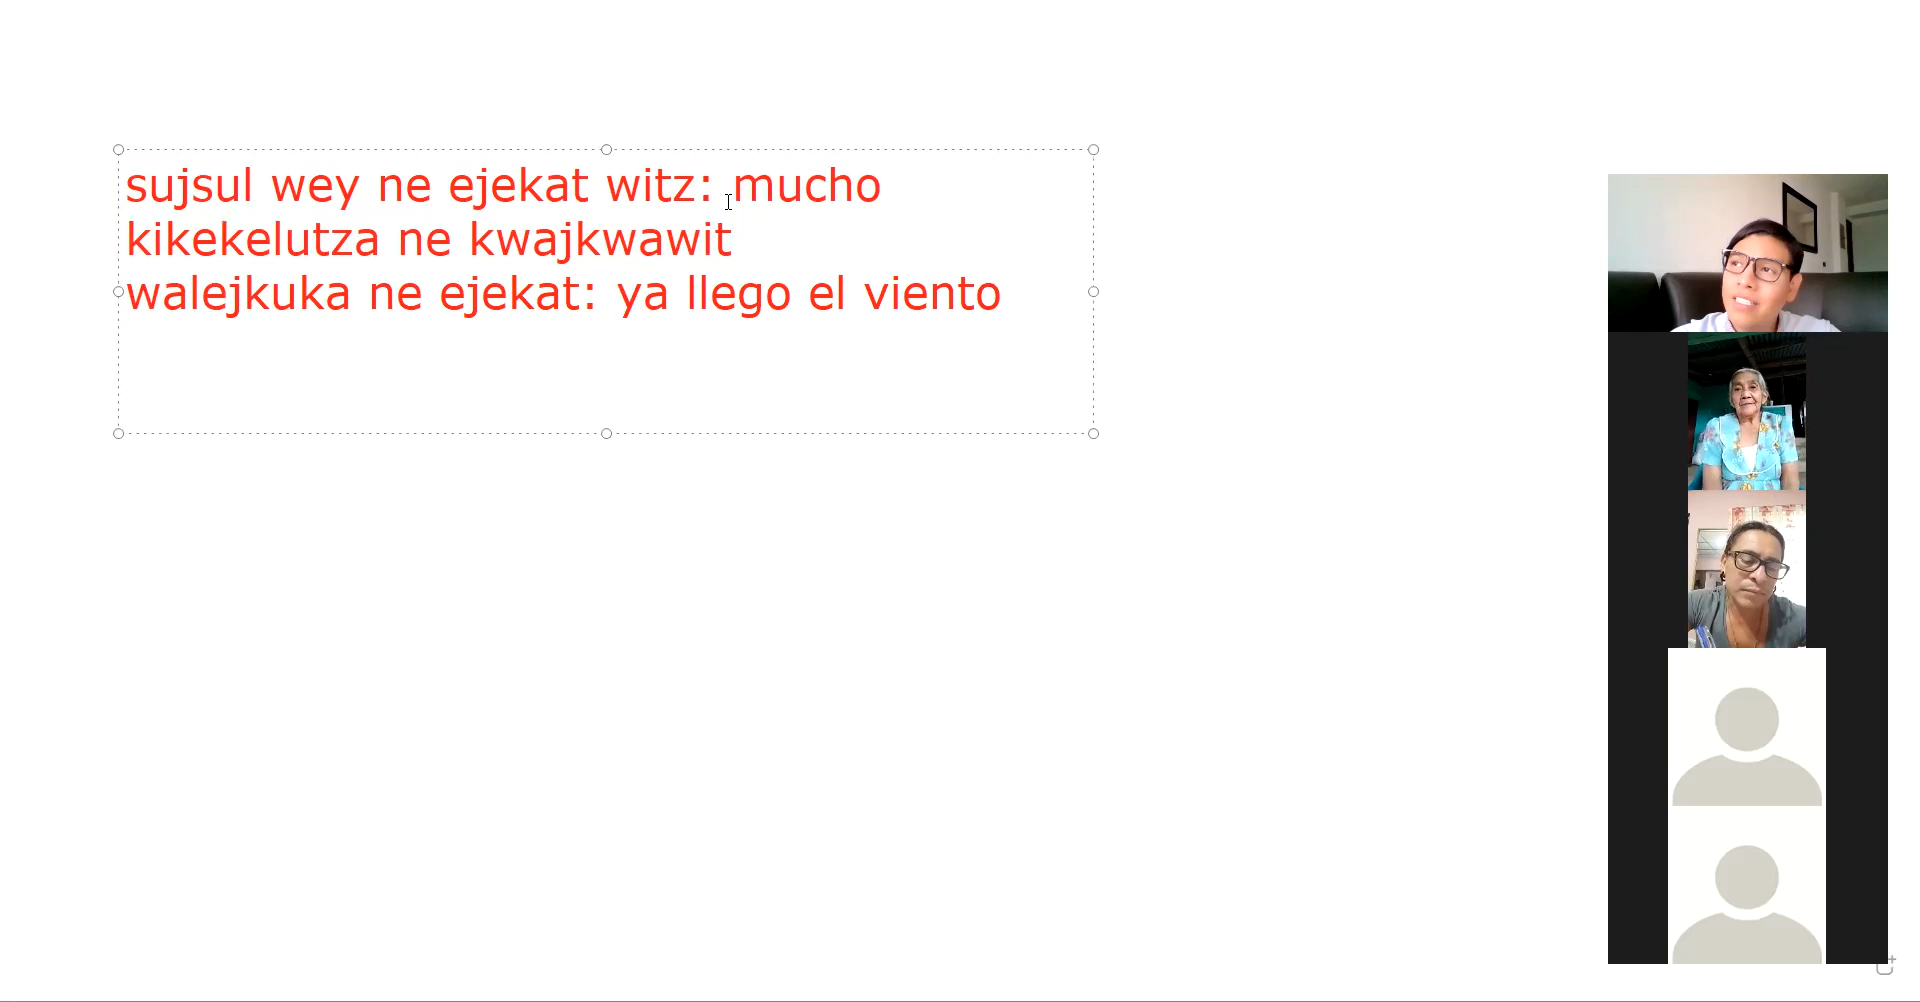 sujsul wey ne ejekat witz: mucho
kikekelutza ne kwajkwawit
walejkuka ne ejekat: ya llego el viento